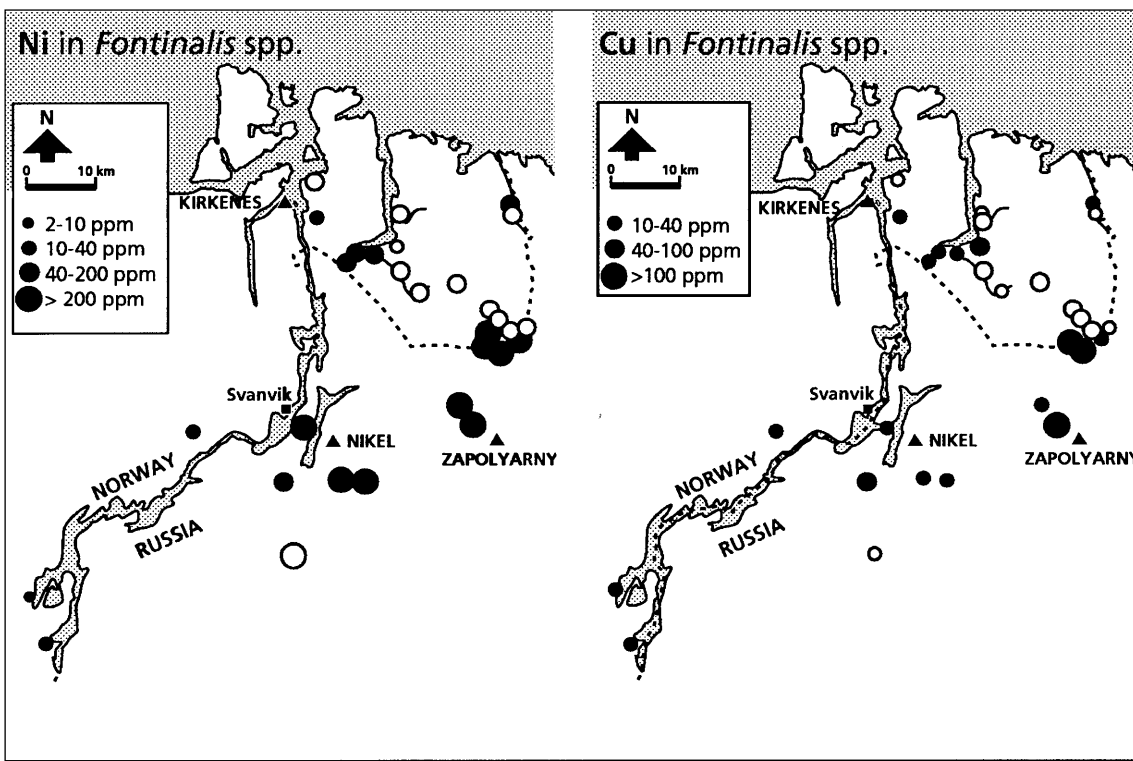 Ni in Fontinalis spp.
N
0 10 km
2-10 ppm
10-40 ppm
40-200 ppm
> 200 ppm
KIRKENES
Svanvik
NIKEL
ZAPOLYARNY
NORWAY
RUSSIA
Cu in Fontinalis spp.
N
0 10 km
10-40 ppm
40-100 ppm
>100 ppm
KIRKENES
Svanvik
NIKEL
ZAPOLYARNY
NORWAY
RUSSIA